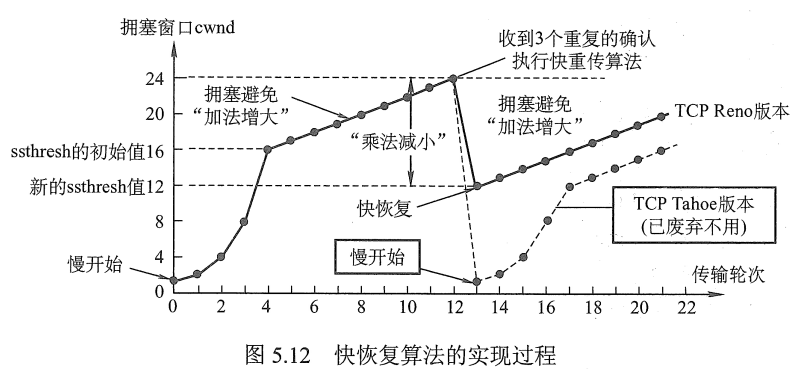 拥塞窗口cwnd
收到3个重复的确认
执行快重传算法
24
拥塞避免
“加法增大”
拥塞避免
“加法增大”
20
TCP Reno版本
ssthresh的初始值16
“乘法减小”
新的ssthresh值12
快恢复
TCP Tahoe版本
(已废弃不用)
8
4
慢开始
慢开始
传输轮次
0
0 2 4 6 8 10 12 14 16 18 20 22
图 5.12 快恢复算法的实现过程